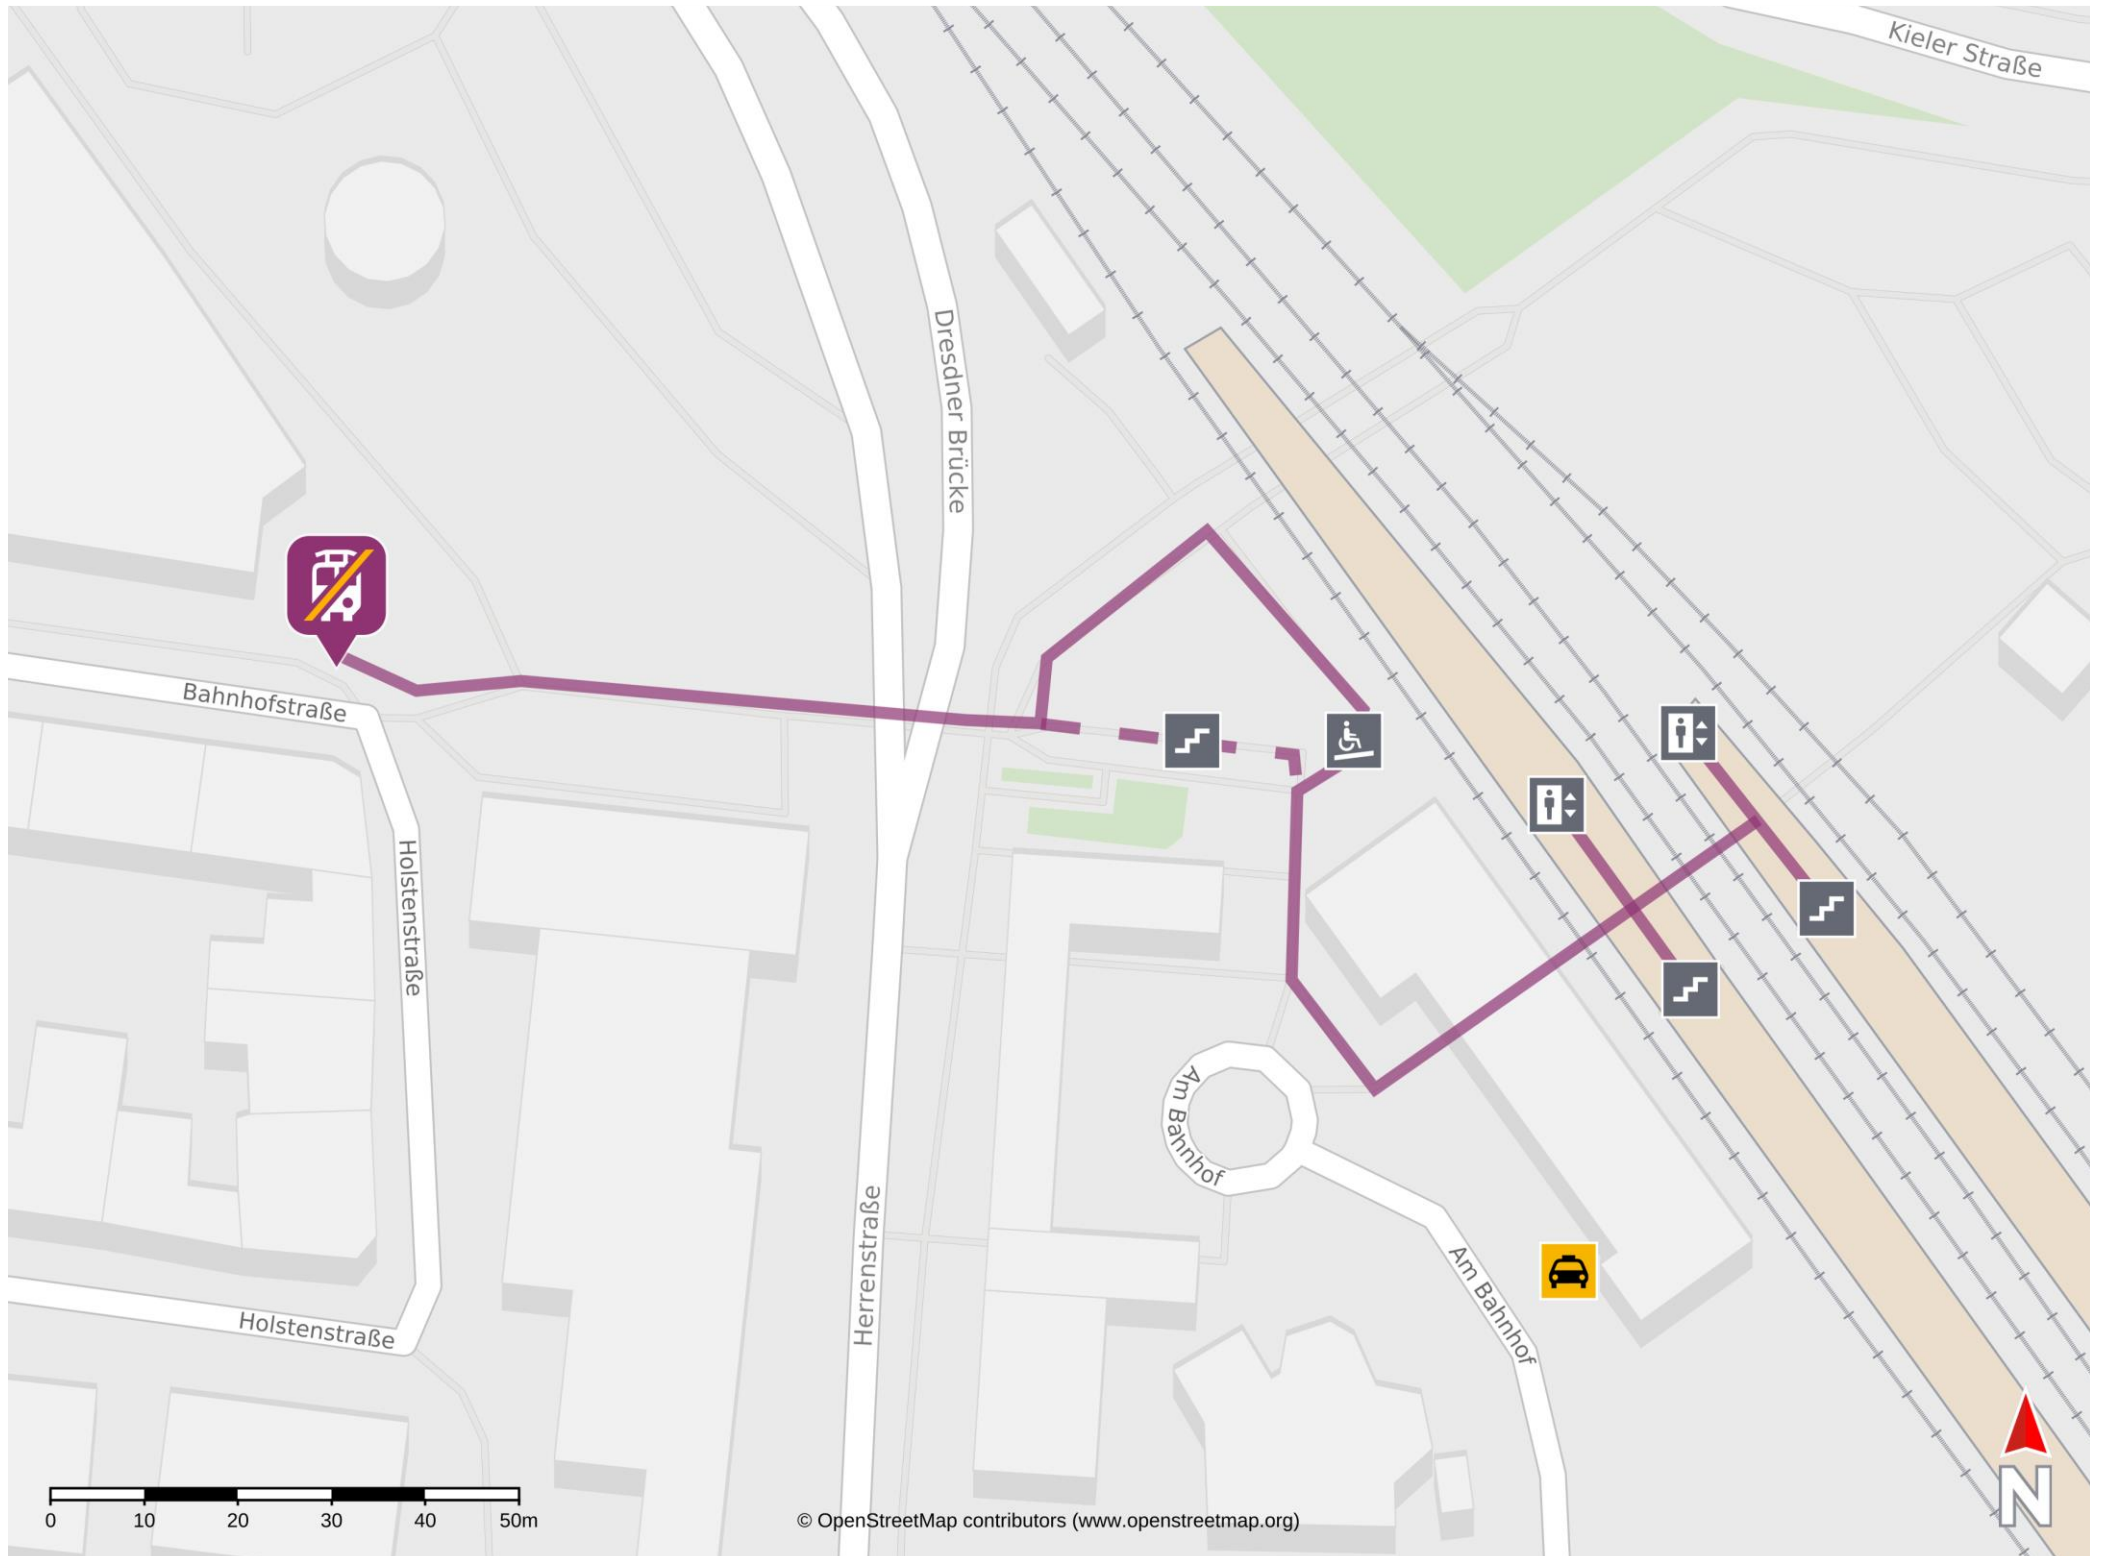 Kieler Straße
Dresdner Brücke
Bahnhofstraße
Holstenstraße
Am Bahnhof
Herrenstraße
Am Bahnhof
Holstenstraße
N
0 10 20 30 40 50m
© OpenStreetMap contributors (www.openstreetmap.org)